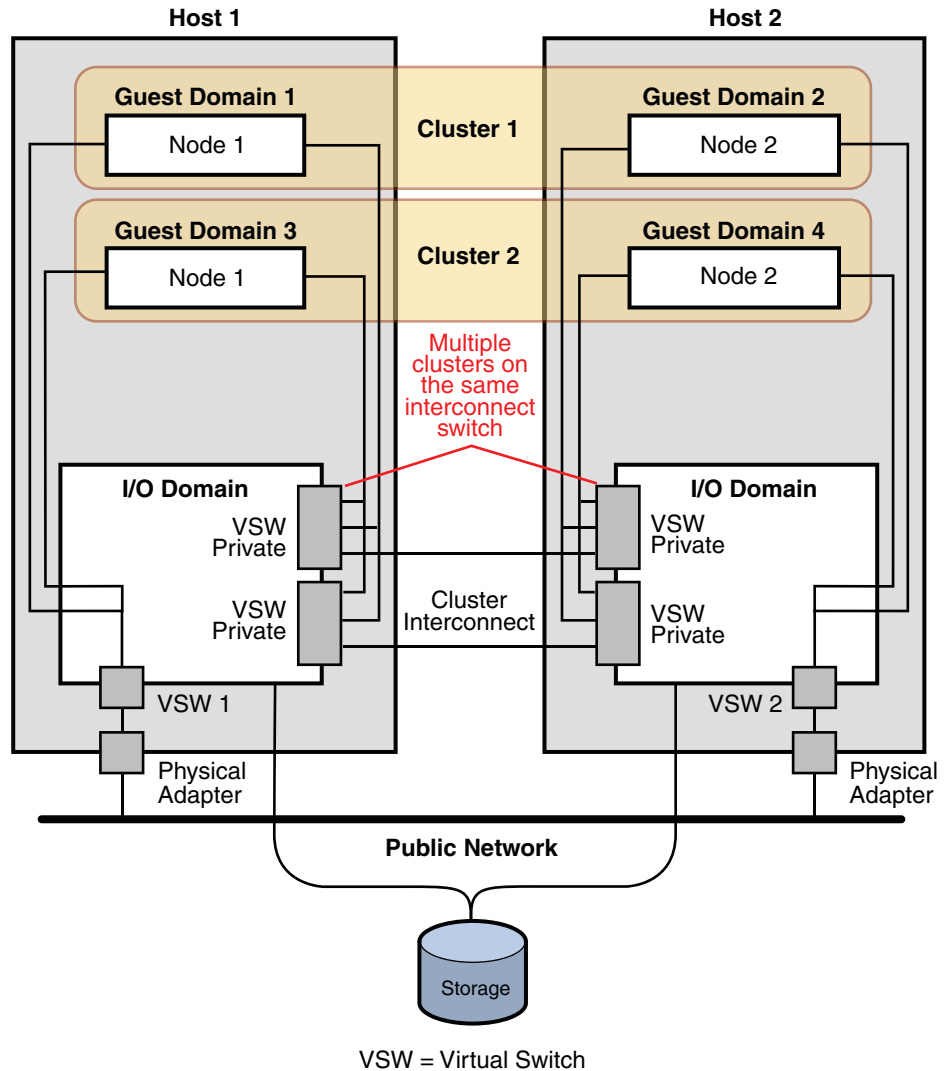 Host 1
Host 2
Guest Domain 1
Node 1
Cluster 1
Guest Domain 2
Node 2
Guest Domain 3
Node 1
Cluster 2
Guest Domain 4
Node 2
Multiple
clusters on
the same
interconnect
switch
I/O Domain
VSW
Private
VSW
Private
VSW 1
Physical
Adapter
Cluster
Interconnect
I/O Domain
VSW
Private
VSW
Private
VSW 2
Physical
Adapter
Public Network
Storage
VSW = Virtual Switch